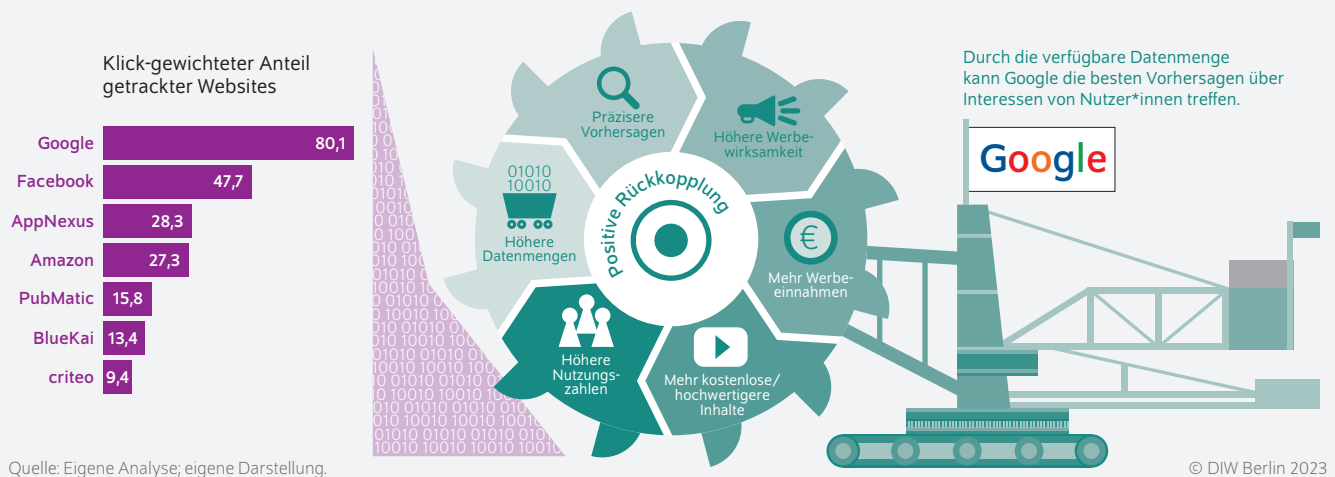 Klick-gewichteter Anteil
getrackter Websites
Google 80,1
Facebook 47,7
AppNexus 28,3
Amazon 27,3
PubMatic 15,8
BlueKai 13,4
criteo 9,4
Positive Rückkopplung
Präzisere
Vorhersagen
Höhere Werbe-
wirksamkeit
€
Mehr Werbe-
einnahmen
Mehr kostenlose/
hochwertigere
Inhalte
Höhere
Nutzungs-
zahlen
01010
10010
Höhere
Datenmengen
Durch die verfügbare Datenmenge
kann Google die besten Vorhersagen über
Interessen von Nutzer*innen treffen.
Google
Quelle: Eigene Analyse; eigene Darstellung.
© DIW Berlin 2023